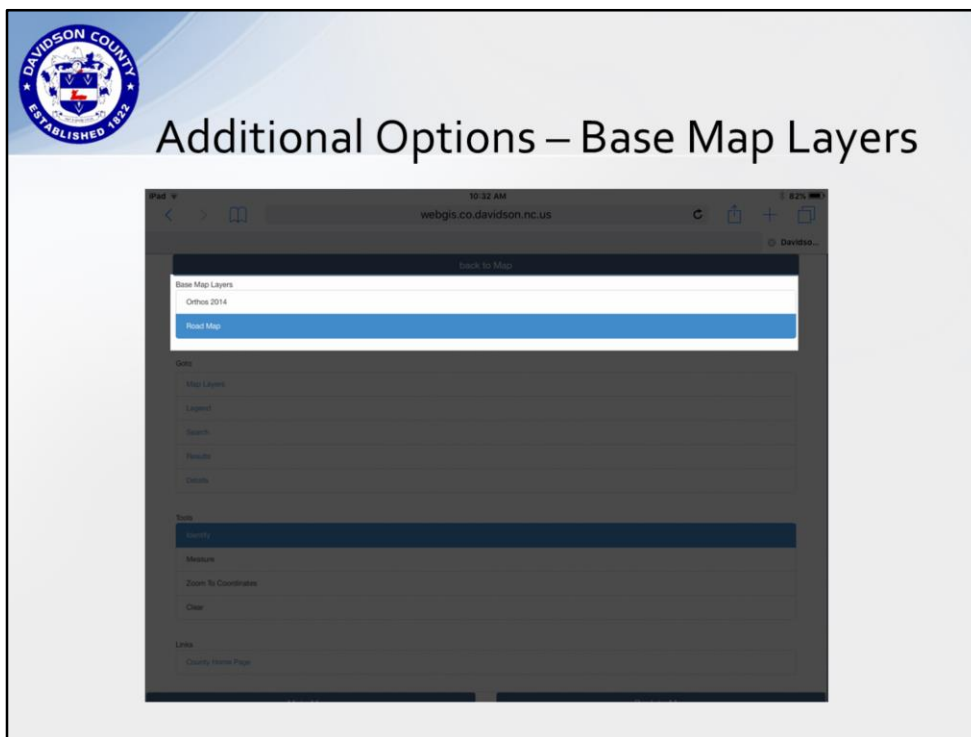 DAVIDSON COUNTY
ESTABLISHED 1822
Additional Options – Base Map Layers
iPad
10:32 AM
82%
webgis.co.davidson.nc.us
Davidso...
back to Map
Base Map Layers
Orthos 2014
Road Map
Goto
Map Layers
Legend
Search
Results
Details
Tools
Identify
Measure
Zoom To Coordinates
Clear
Links
County Home Page